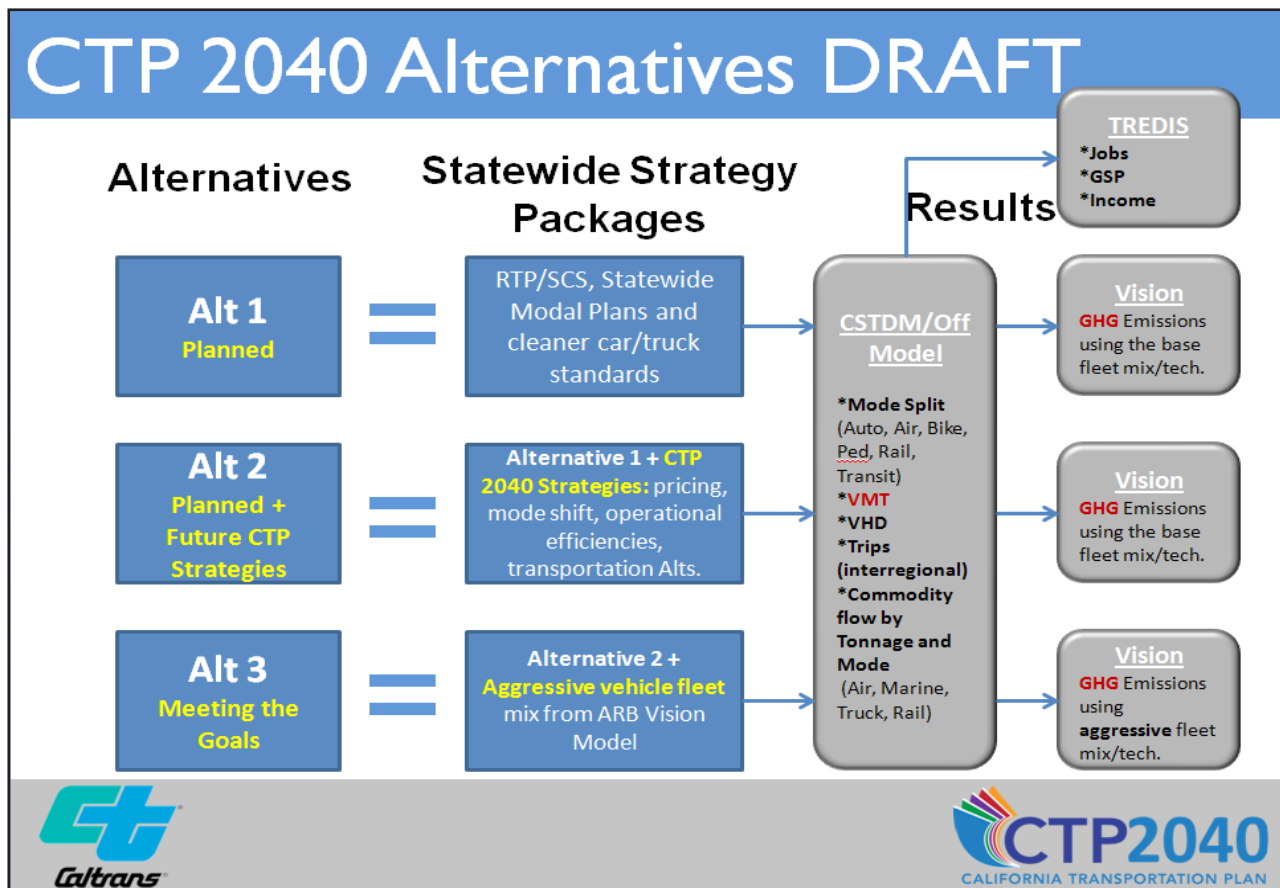 CTP 2040 Alternatives DRAFT
Alternatives
Statewide Strategy
Packages
Results
TREDIS
*Jobs
*GSP
*Income
Alt 1
Planned
=
RTP/SCS, Statewide
Modal Plans and
cleaner car/truck
standards
Alt 2
Planned +
Future CTP
Strategies
=
Alternative 1 + CTP
2040 Strategies: pricing,
mode shift, operational
efficiencies,
transportation Alts.
Alt 3
Meeting the
Goals
=
Alternative 2 +
Aggressive vehicle fleet
mix from ARB Vision
Model
CSTDM/Off
Model
*Mode Split
(Auto, Air, Bike,
Ped, Rail,
Transit)
*VMT
*VHD
*Trips
(interregional)
*Commodity
flow by
Tonnage and
Mode
(Air, Marine,
Truck, Rail)
Vision
GHG Emissions
using the base
fleet mix/tech.
Vision
GHG Emissions
using the base
fleet mix/tech.
Vision
GHG Emissions
using
aggressive fleet
mix/tech.
ct
Caltrans®
CTP2040
CALIFORNIA TRANSPORTATION PLAN